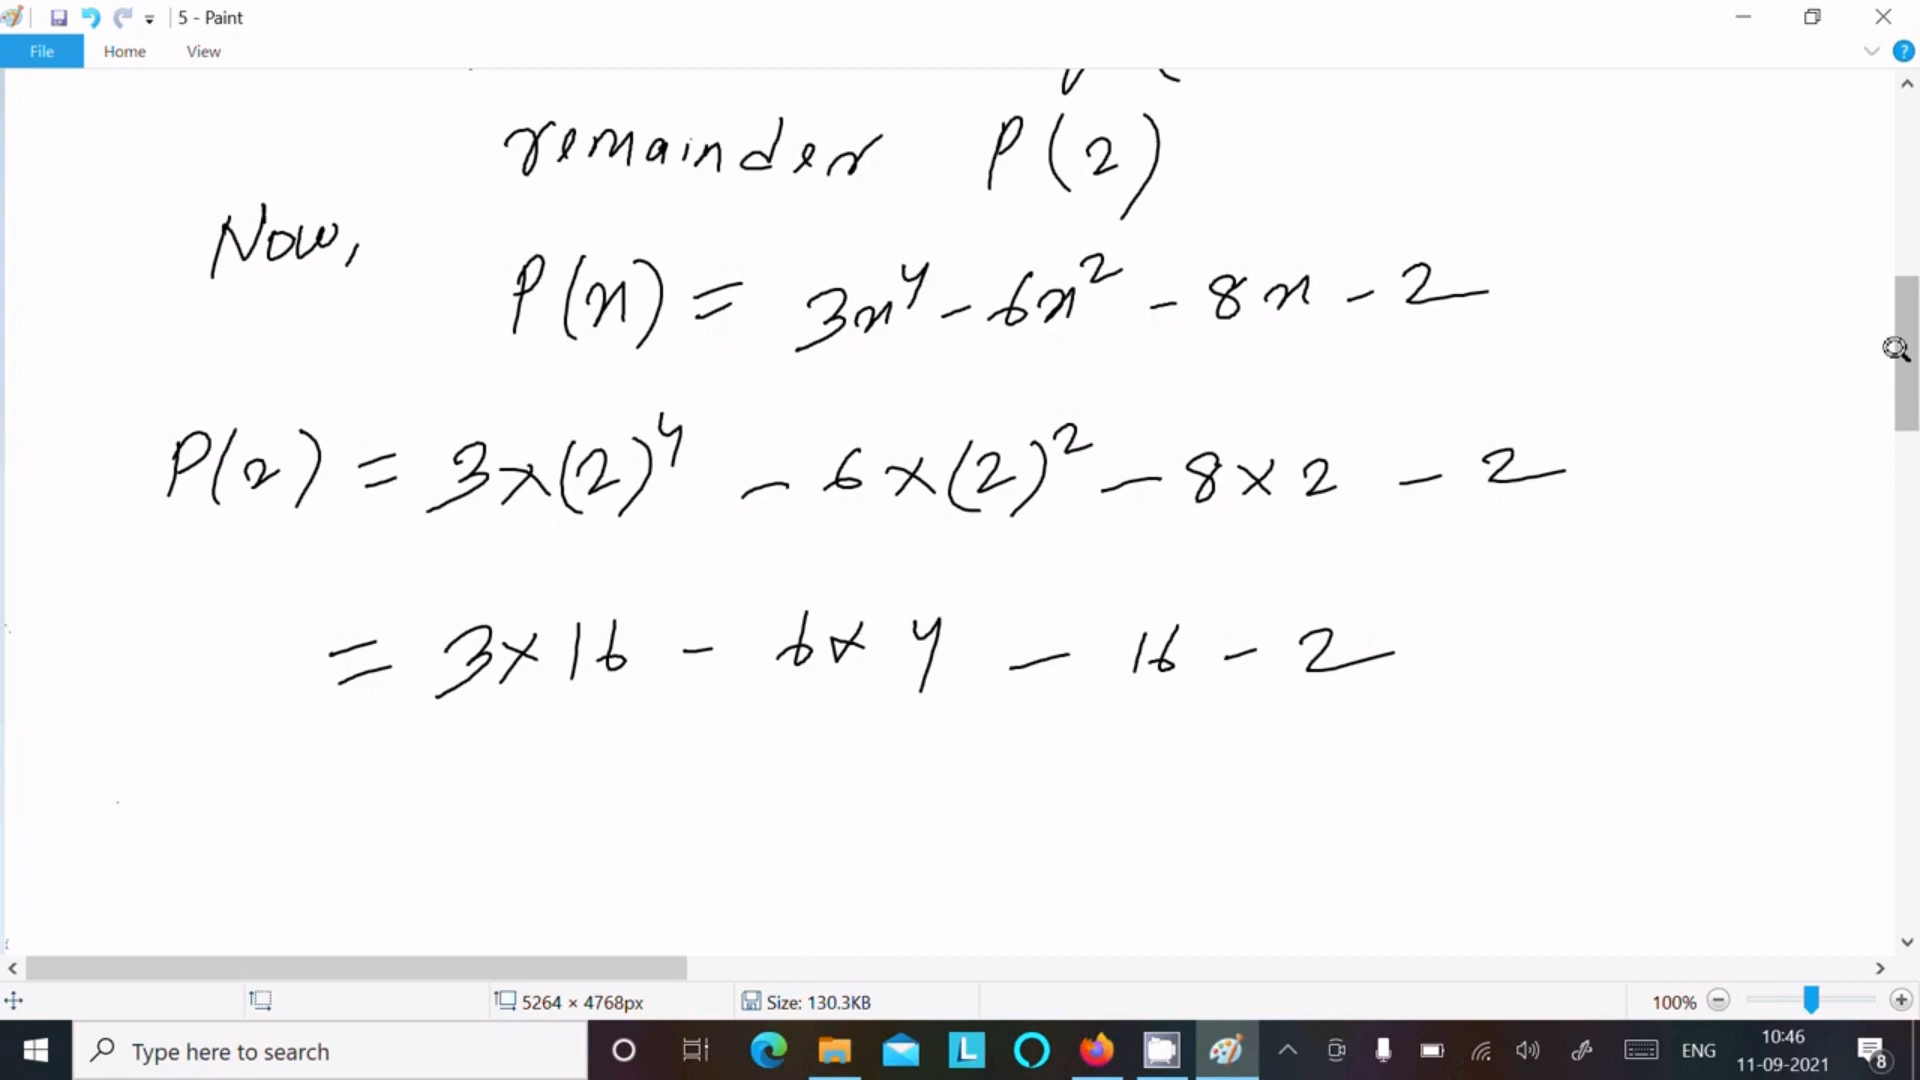 5 - Paint
File Home View
remainder P(2)
Now,
P(x) = 3x⁴ - 6x² - 8x - 2
P(2) = 3×(2)⁴ - 6×(2)² - 8×2 - 2
= 3×16 - 6×4 - 16 - 2
5264 × 4768px Size: 130.3KB 100%
Type here to search L ENG 10:46
11-09-2021 8